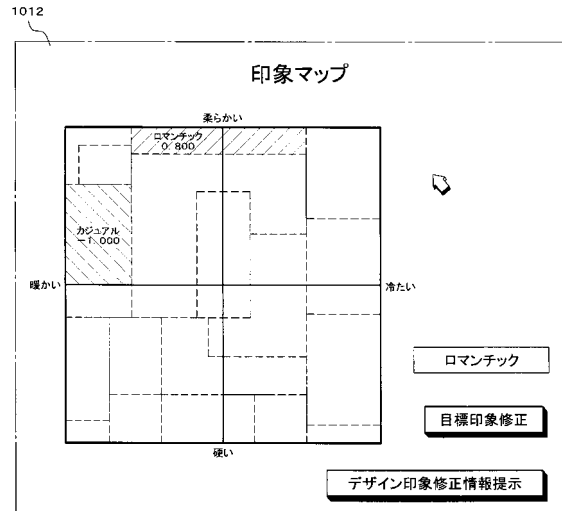 1012
印象マップ
柔らかい
ロマンチック
0.800
カジュアル
-1.000
暖かい
冷たい
ロマンチック
目標印象修正
硬い
デザイン印象修正情報提示